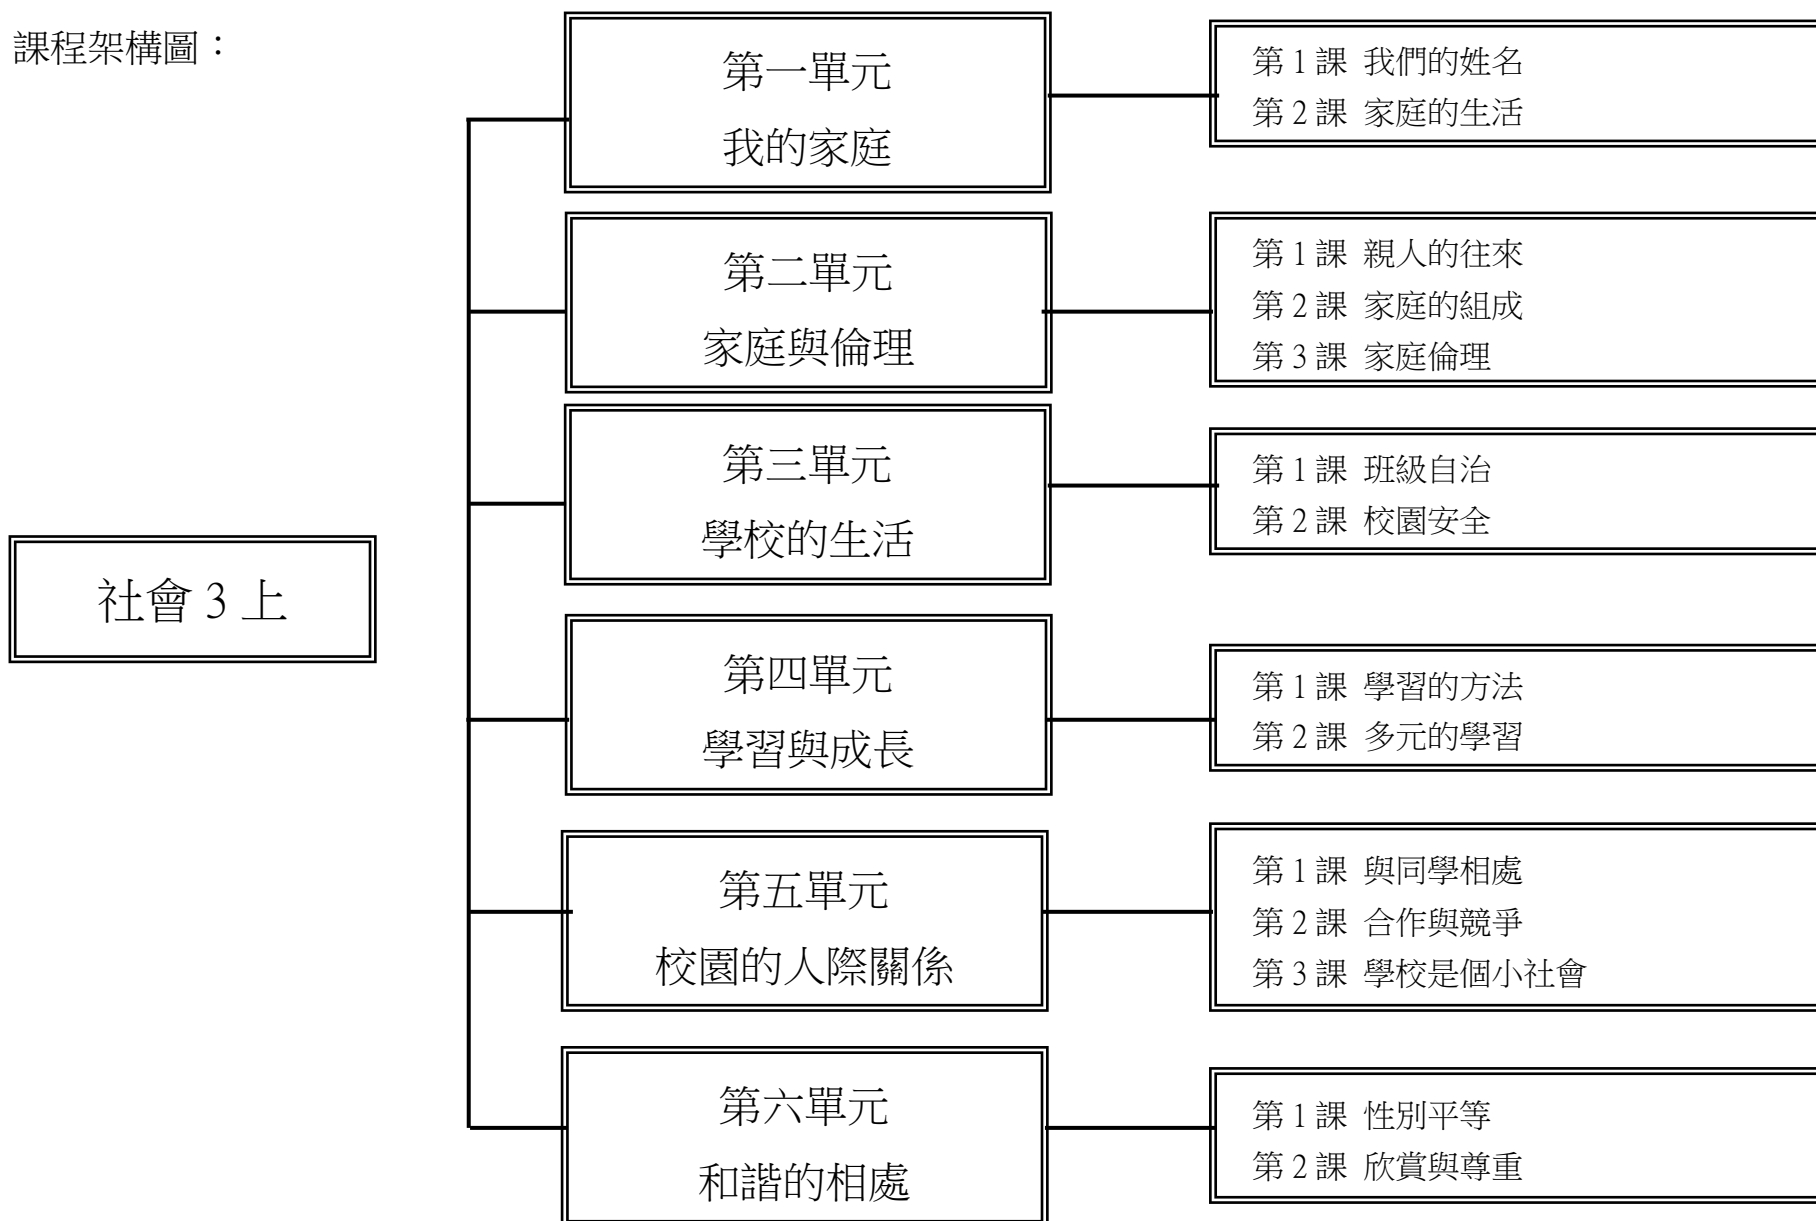 課程架構圖：
社會 3 上
第一單元
我的家庭
第 1 課 我們的姓名
第 2 課 家庭的生活
第二單元
家庭與倫理
第 1 課 親人的往來
第 2 課 家庭的組成
第 3 課 家庭倫理
第三單元
學校的生活
第 1 課 班級自治
第 2 課 校園安全
第四單元
學習與成長
第 1 課 學習的方法
第 2 課 多元的學習
第五單元
校園的人際關係
第 1 課 與同學相處
第 2 課 合作與競爭
第 3 課 學校是個小社會
第六單元
和諧的相處
第 1 課 性別平等
第 2 課 欣賞與尊重